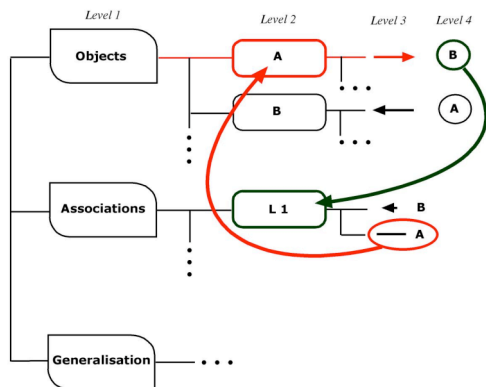 Level 1 Level 2 Level 3 Level 4
Objects A B
B A
Associations L 1 B
A
Generalisation